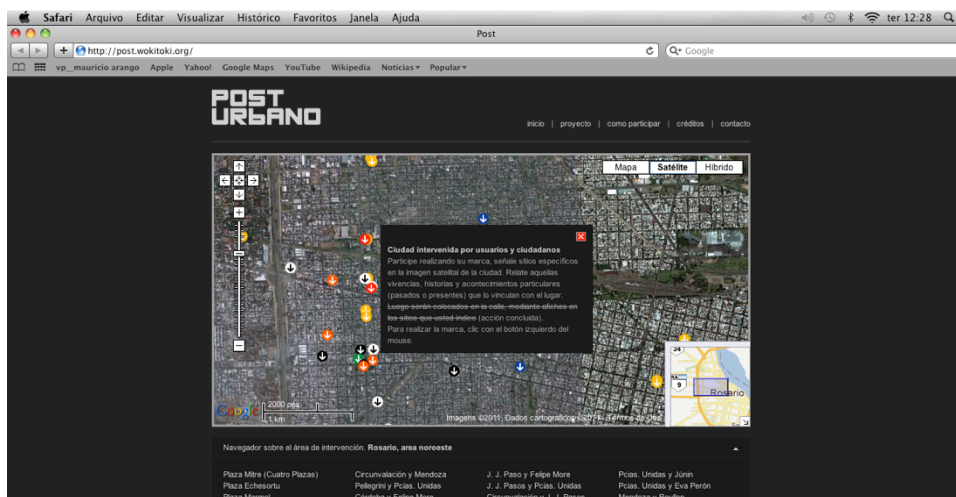 Safari Arquivo Editar Visualizar Histórico Favoritos Janela Ajuda ter 12:28
Post
http://post.wokitoki.org/ Google
vp__mauricio arango Apple Yahoo! Google Maps YouTube Wikipedia Notícias Popular
POST
URBANO
inicio | proyecto | como participar | créditos | contacto
Mapa Satélite Híbrido
Ciudad intervenida por usuarios y ciudadanos
Participe realizando su marca, señale sitios específicos
en la imagen satelital de la ciudad. Relate aquellas
vivencias, historias y acontecimientos particulares
(pasados o presentes) que lo vinculan con el lugar.
Luego serán colocados en la calle, mediante afiches en
los sitios que usted indico (acción concluida).
Para realizar la marca, clic con el botón izquierdo del
mouse.
34
9
Rosario
Google
2000 pés
1 km
Imagens ©2011, Dados cartográficos ©2011 Termos de Uso
Navegador sobre el área de intervención. Rosario, area noroeste
Plaza Mitre (Cuatro Plazas) Circunvalación y Mendoza J. J. Paso y Felipe More Pcias. Unidas y Júnin
Plaza Echesortu Pellegrini y Pcias. Unidas J. J. Pasos y Pcias. Unidas Pcias. Unidas y Eva Perón